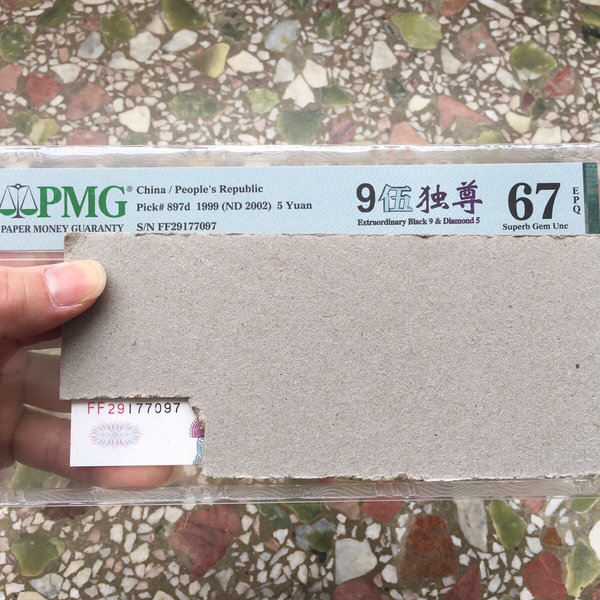 PMG®
PAPER MONEY GUARANTY
China / People's Republic
Pick# 897d 1999 (ND 2002) 5 Yuan
S/N FF29177097
9伍独尊
Extraordinary Black 9 & Diamond 5
67
Superb Gem Unc
EPQ
FF29177097